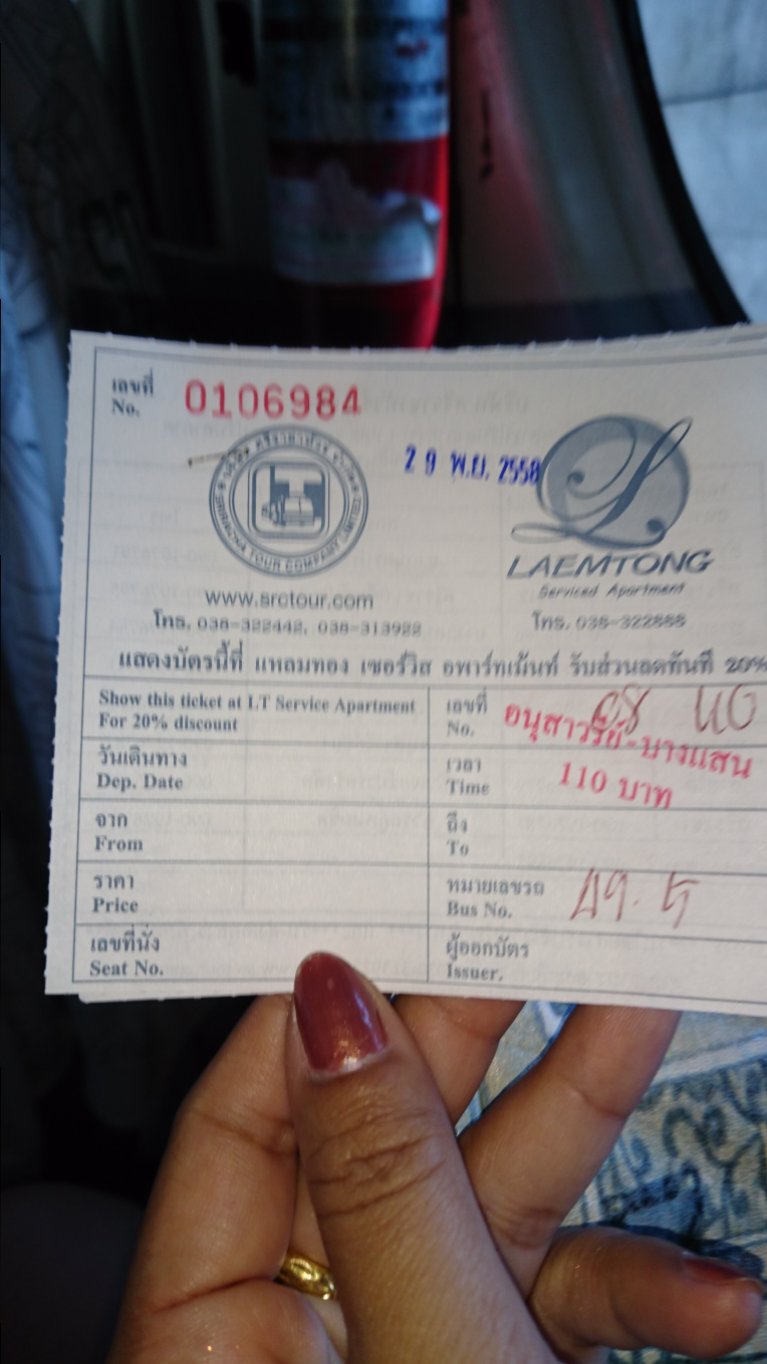 เลขที่
No. 0106984
29 พ.ย. 2558
SRIRACHA TOUR COMPANY LIMITED
LAEMTONG
Serviced Apartment
www.srctour.com
โทร. 038-322442, 038-313922
โทร. 038-322888
แสดงบัตรนี้ที่ แหลมทอง เซอร์วิส อพาร์ทเม้นท์ รับส่วนลดทันที 20%
Show this ticket at LT Service Apartment
For 20% discount
เลขที่
No.
อนุสาวรีย์-บางแสน
110 บาท
วันเดินทาง
Dep. Date
เวลา
Time
จาก
From
ถึง
To
ราคา
Price
หมายเลขรถ
Bus No.
เลขที่นั่ง
Seat No.
ผู้ออกบัตร
Issuer.